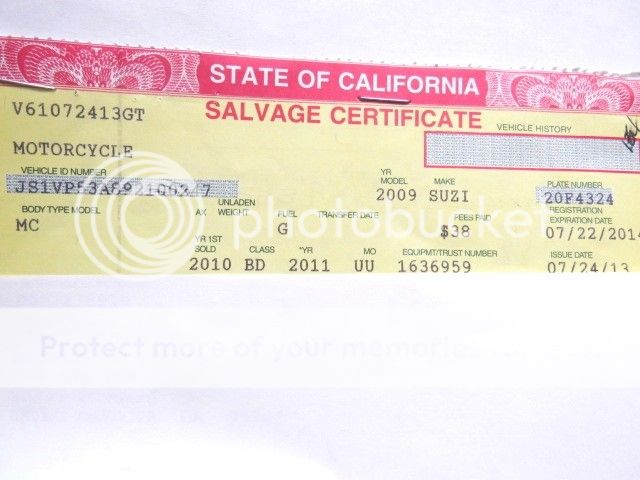 STATE OF CALIFORNIA
V61072413GT
SALVAGE CERTIFICATE
VEHICLE HISTORY
MOTORCYCLE
VEHICLE ID NUMBER
YR MODEL MAKE PLATE NUMBER
2009 SUZI 20F4324
BODY TYPE MODEL AX UNLADEN WEIGHT FUEL TRANSFER DATE FEES PAID REGISTRATION EXPIRATION DATE
MC G $38 07/22/2014
YR 1ST SOLD CLASS *YR MO EQUIPMT/TRUST NUMBER ISSUE DATE
2010 BD 2011 UU 1636959 07/24/13
photobucket
Protect more of your memories